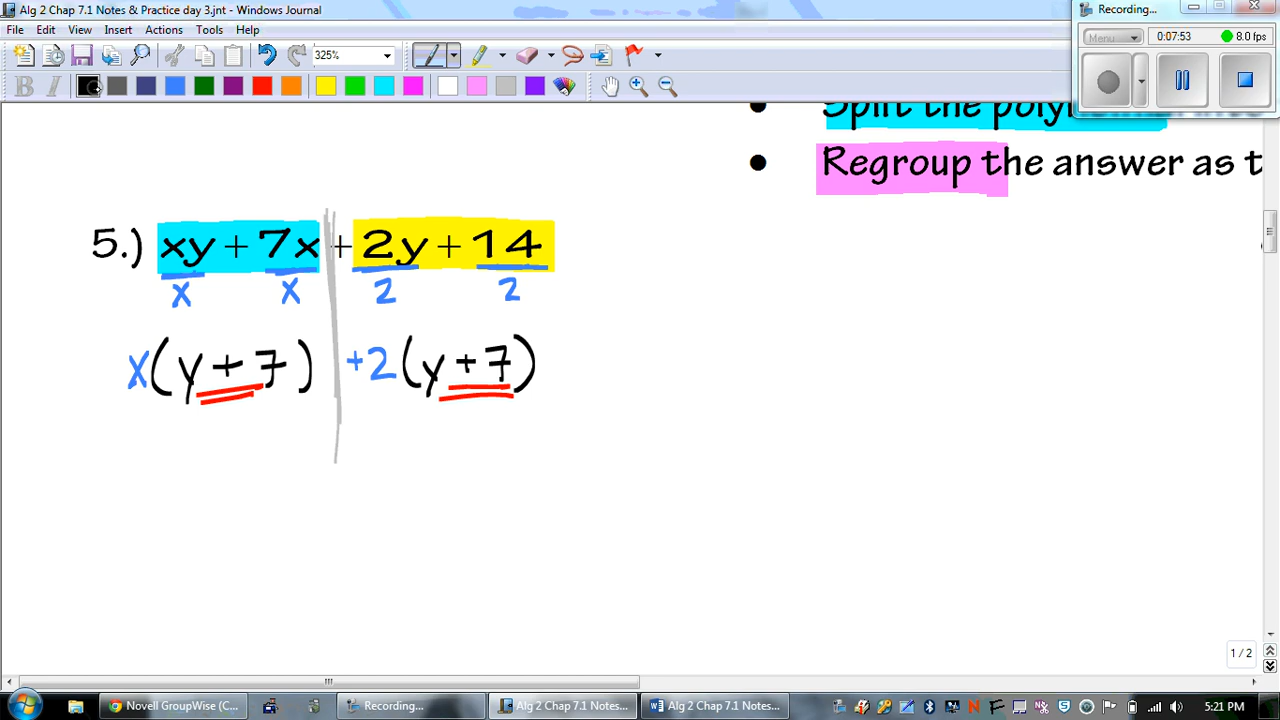 Alg 2 Chap 7.1 Notes & Practice day 3.jnt - Windows Journal
Recording...
File Edit View Insert Actions Tools Help
Menu
0:07:53
8.0 fps
325%
B I
• Split the
• Regroup the answer as t
5.) xy + 7x + 2y + 14
x x 2 2
x(y + 7) +2(y + 7)
1 / 2
Novell GroupWise (C...
Recording...
Alg 2 Chap 7.1 Notes...
Alg 2 Chap 7.1 Notes...
5:21 PM